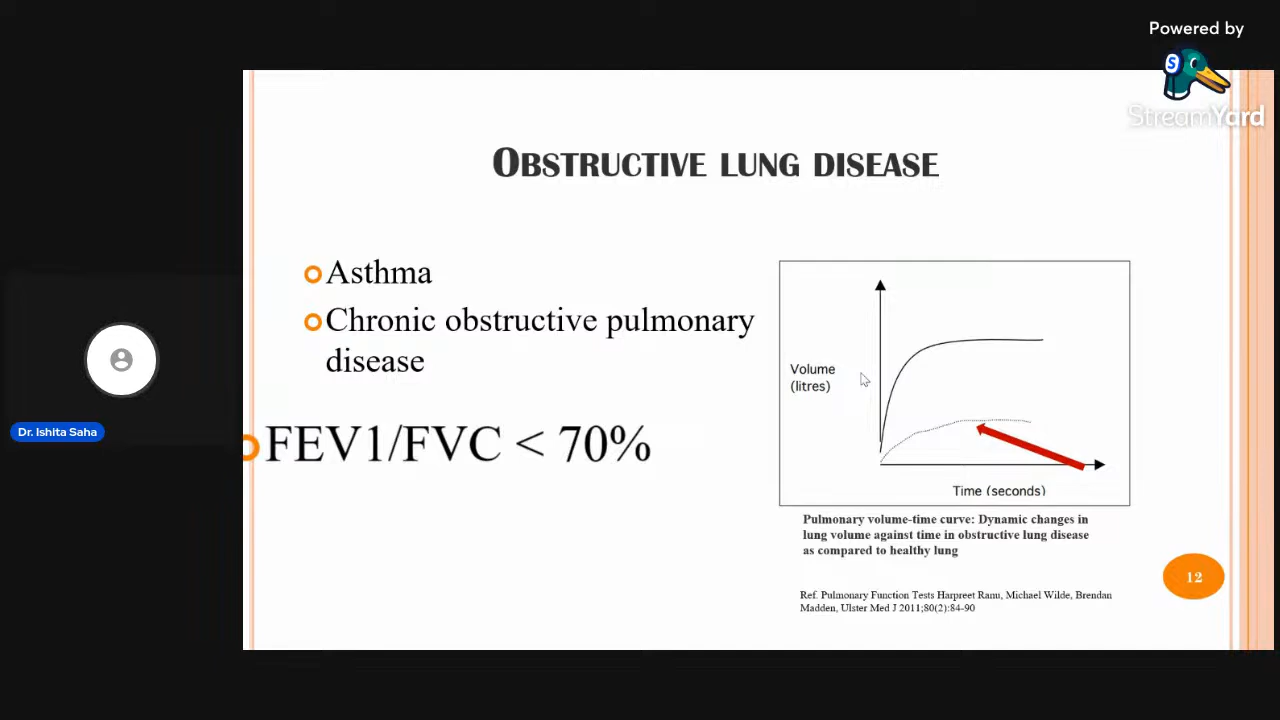 Powered by
StreamYard
OBSTRUCTIVE LUNG DISEASE
Asthma
Chronic obstructive pulmonary
disease
FEV1/FVC < 70%
Volume
(litres)
Time (seconds)
Pulmonary volume-time curve: Dynamic changes in
lung volume against time in obstructive lung disease
as compared to healthy lung
Ref. Pulmonary Function Tests Harpreet Ranu, Michael Wilde, Brendan
Madden, Ulster Med J 2011;80(2):84-90
12
Dr. Ishita Saha